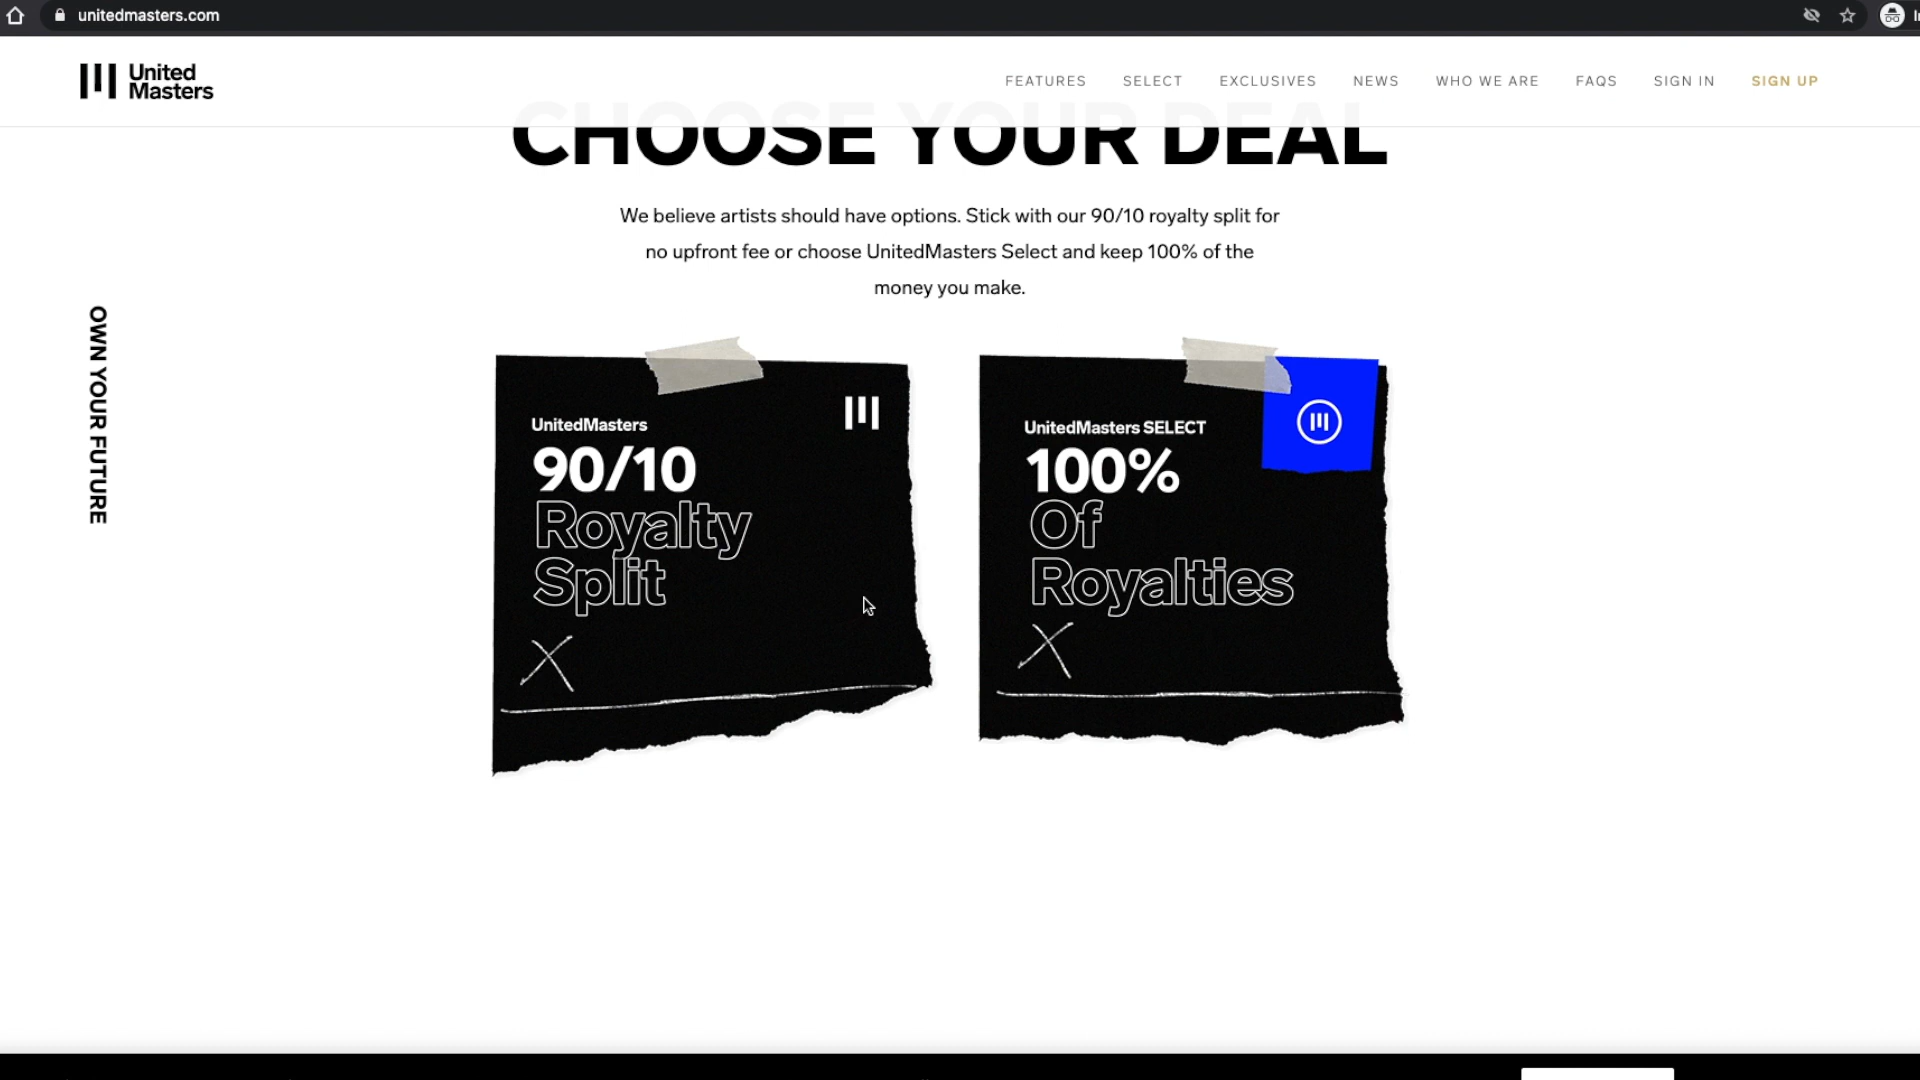 unitedmasters.com
United
Masters
FEATURES
SELECT
EXCLUSIVES
NEWS
WHO WE ARE
FAQS
SIGN IN
SIGN UP
CHOOSE YOUR DEAL
We believe artists should have options. Stick with our 90/10 royalty split for
no upfront fee or choose UnitedMasters Select and keep 100% of the
money you make.
OWN YOUR FUTURE
UnitedMasters
90/10
Royalty
Split
X
UnitedMasters SELECT
100%
Of
Royalties
X